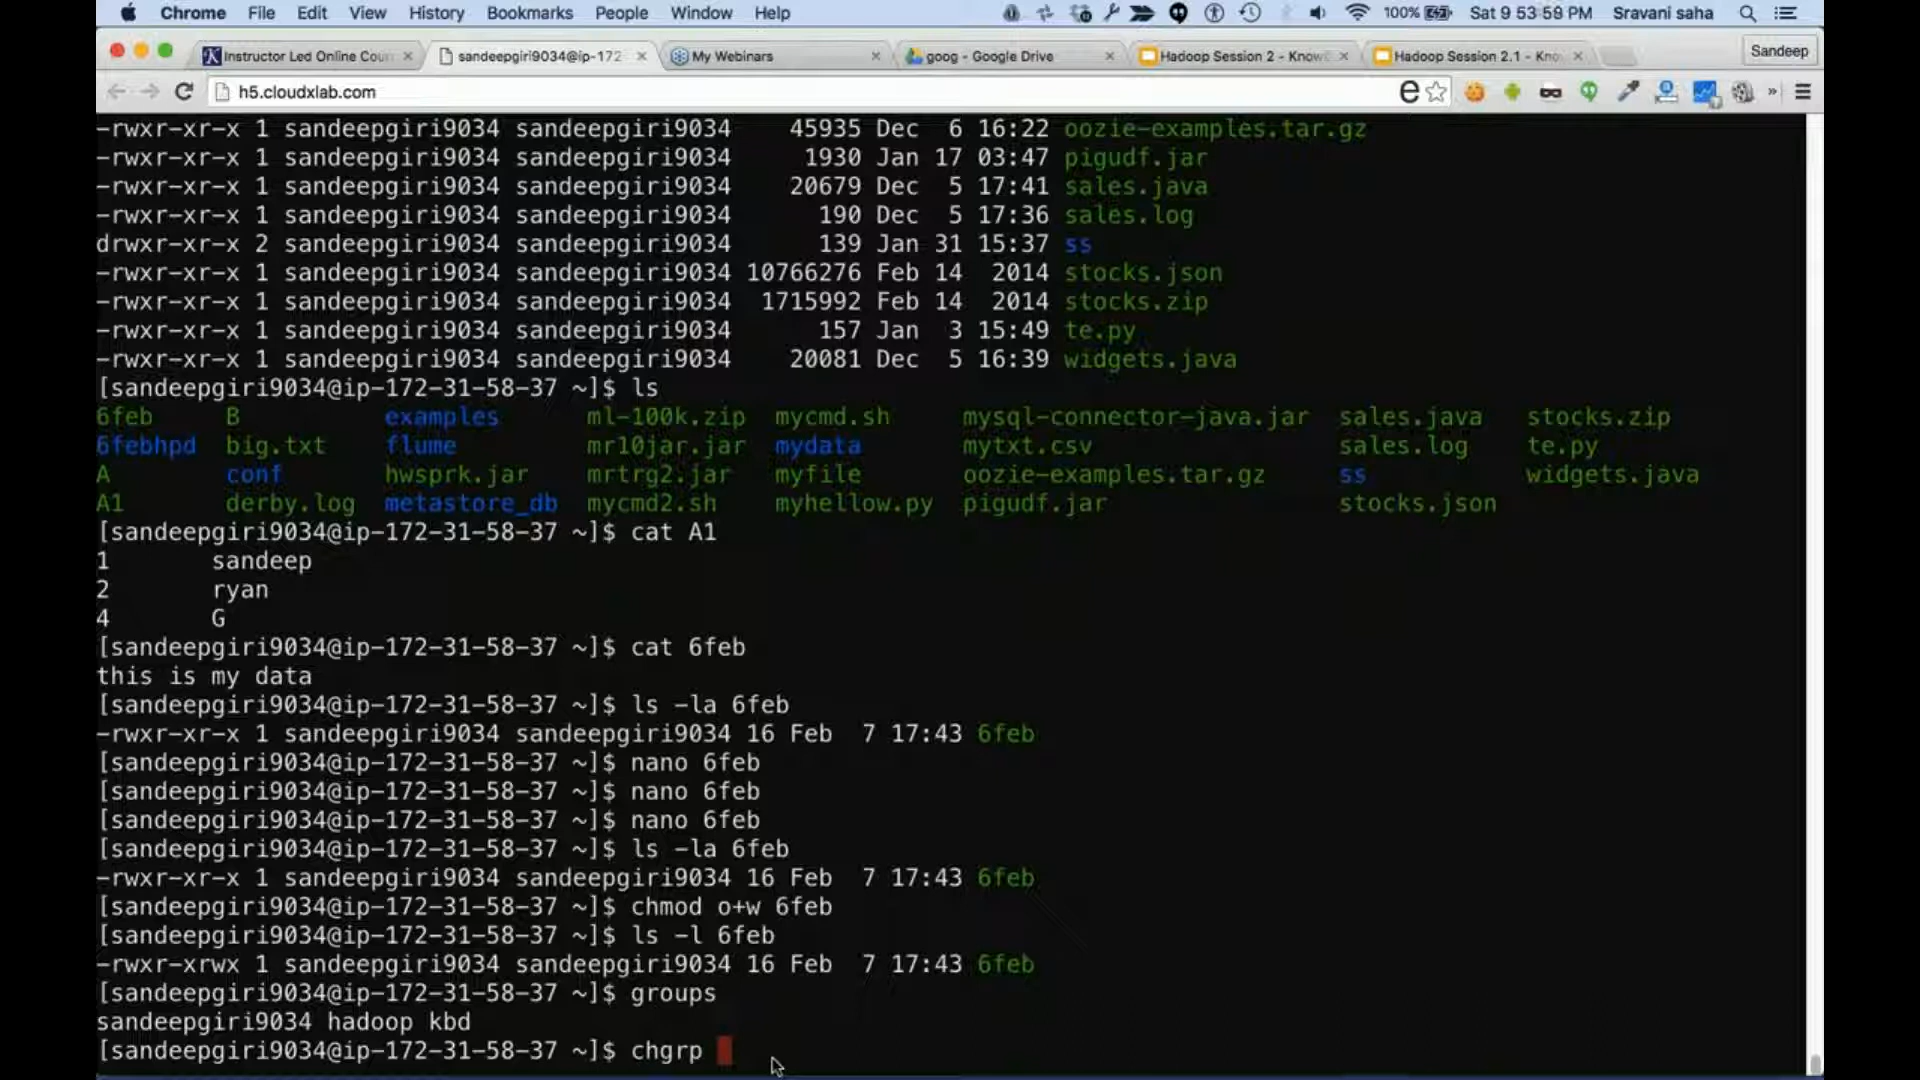 Chrome File Edit View History Bookmarks People Window Help 100% Sat 9 53:59 PM Sravani saha
Instructor Led Online Cour sandeepgiri9034@ip-172 My Webinars goog - Google Drive Hadoop Session 2 - Know Hadoop Session 2.1 - Kno Sandeep
h5.cloudxlab.com
-rwxr-xr-x 1 sandeepgiri9034 sandeepgiri9034 45935 Dec 6 16:22 oozie-examples.tar.gz
-rwxr-xr-x 1 sandeepgiri9034 sandeepgiri9034 1930 Jan 17 03:47 pigudf.jar
-rwxr-xr-x 1 sandeepgiri9034 sandeepgiri9034 20679 Dec 5 17:41 sales.java
-rwxr-xr-x 1 sandeepgiri9034 sandeepgiri9034 190 Dec 5 17:36 sales.log
drwxr-xr-x 2 sandeepgiri9034 sandeepgiri9034 139 Jan 31 15:37 ss
-rwxr-xr-x 1 sandeepgiri9034 sandeepgiri9034 10766276 Feb 14 2014 stocks.json
-rwxr-xr-x 1 sandeepgiri9034 sandeepgiri9034 1715992 Feb 14 2014 stocks.zip
-rwxr-xr-x 1 sandeepgiri9034 sandeepgiri9034 157 Jan 3 15:49 te.py
-rwxr-xr-x 1 sandeepgiri9034 sandeepgiri9034 20081 Dec 5 16:39 widgets.java
[sandeepgiri9034@ip-172-31-58-37 ~]$ ls
6feb B examples ml-100k.zip mycmd.sh mysql-connector-java.jar sales.java stocks.zip
6febhpd big.txt flume mr10jar.jar mydata mytxt.csv sales.log te.py
A conf hwsprk.jar mrtrg2.jar myfile oozie-examples.tar.gz ss widgets.java
A1 derby.log metastore_db mycmd2.sh myhellow.py pigudf.jar stocks.json
[sandeepgiri9034@ip-172-31-58-37 ~]$ cat A1
1 sandeep
2 ryan
4 G
[sandeepgiri9034@ip-172-31-58-37 ~]$ cat 6feb
this is my data
[sandeepgiri9034@ip-172-31-58-37 ~]$ ls -la 6feb
-rwxr-xr-x 1 sandeepgiri9034 sandeepgiri9034 16 Feb 7 17:43 6feb
[sandeepgiri9034@ip-172-31-58-37 ~]$ nano 6feb
[sandeepgiri9034@ip-172-31-58-37 ~]$ nano 6feb
[sandeepgiri9034@ip-172-31-58-37 ~]$ nano 6feb
[sandeepgiri9034@ip-172-31-58-37 ~]$ ls -la 6feb
-rwxr-xr-x 1 sandeepgiri9034 sandeepgiri9034 16 Feb 7 17:43 6feb
[sandeepgiri9034@ip-172-31-58-37 ~]$ chmod o+w 6feb
[sandeepgiri9034@ip-172-31-58-37 ~]$ ls -l 6feb
-rwxr-xrwx 1 sandeepgiri9034 sandeepgiri9034 16 Feb 7 17:43 6feb
[sandeepgiri9034@ip-172-31-58-37 ~]$ groups
sandeepgiri9034 hadoop kbd
[sandeepgiri9034@ip-172-31-58-37 ~]$ chgrp